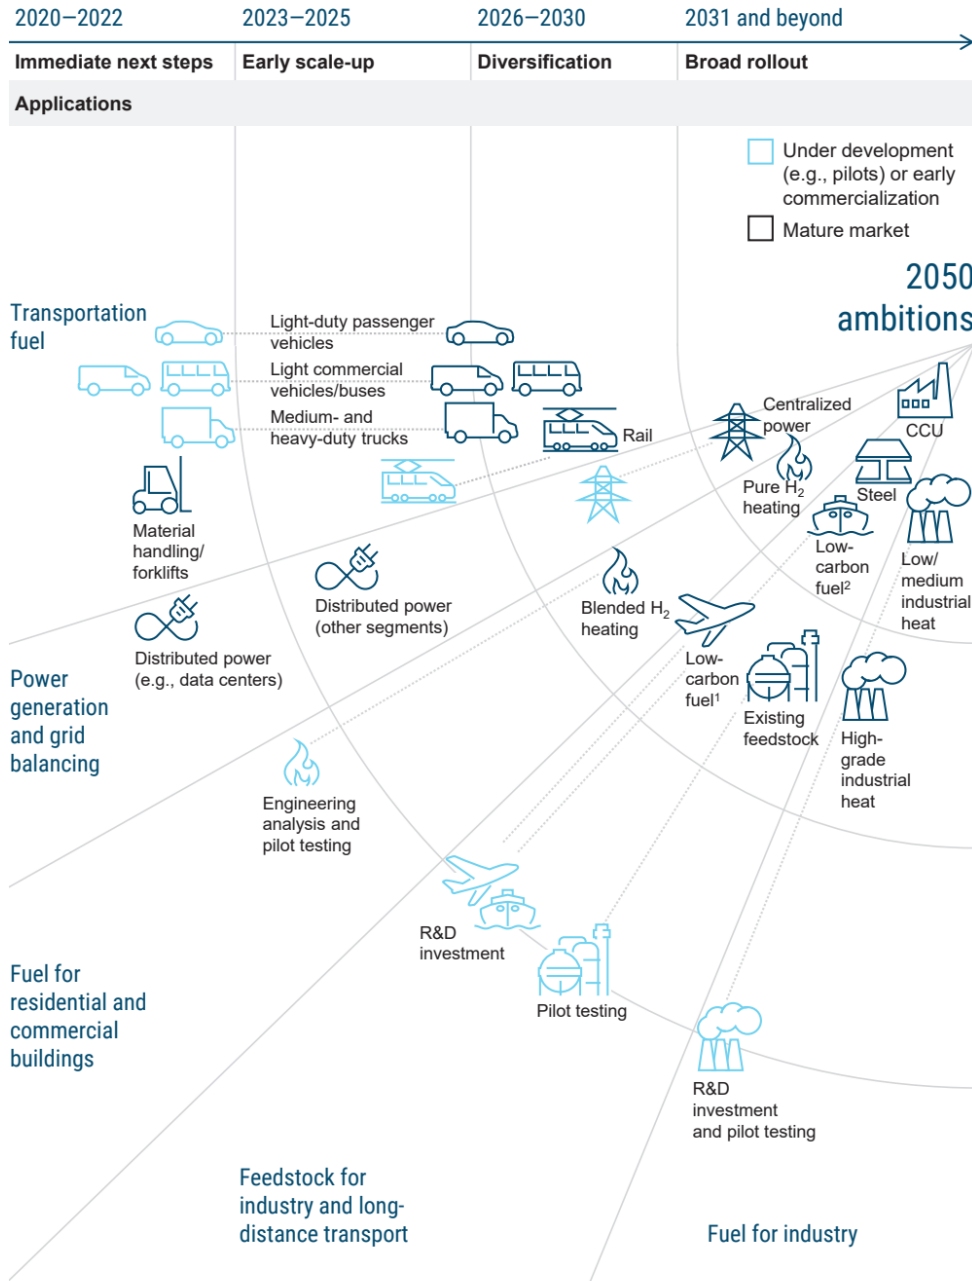 2020–2022
2023–2025
2026–2030
2031 and beyond
Immediate next steps
Early scale-up
Diversification
Broad rollout
Applications
Under development
(e.g., pilots) or early
commercialization
Mature market
2050
ambitions
Transportation
fuel
Light-duty passenger
vehicles
Light commercial
vehicles/buses
Medium- and
heavy-duty trucks
Rail
Centralized
power
CCU
Pure H₂
heating
Steel
Material
handling/
forklifts
Low-
carbon
fuel²
Low/
medium
industrial
heat
Distributed power
(other segments)
Blended H₂
heating
Distributed power
(e.g., data centers)
Low-
carbon
fuel¹
Existing
feedstock
High-
grade
industrial
heat
Power
generation
and grid
balancing
Engineering
analysis and
pilot testing
R&D
investment
Pilot testing
Fuel for
residential and
commercial
buildings
R&D
investment
and pilot testing
Feedstock for
industry and long-
distance transport
Fuel for industry